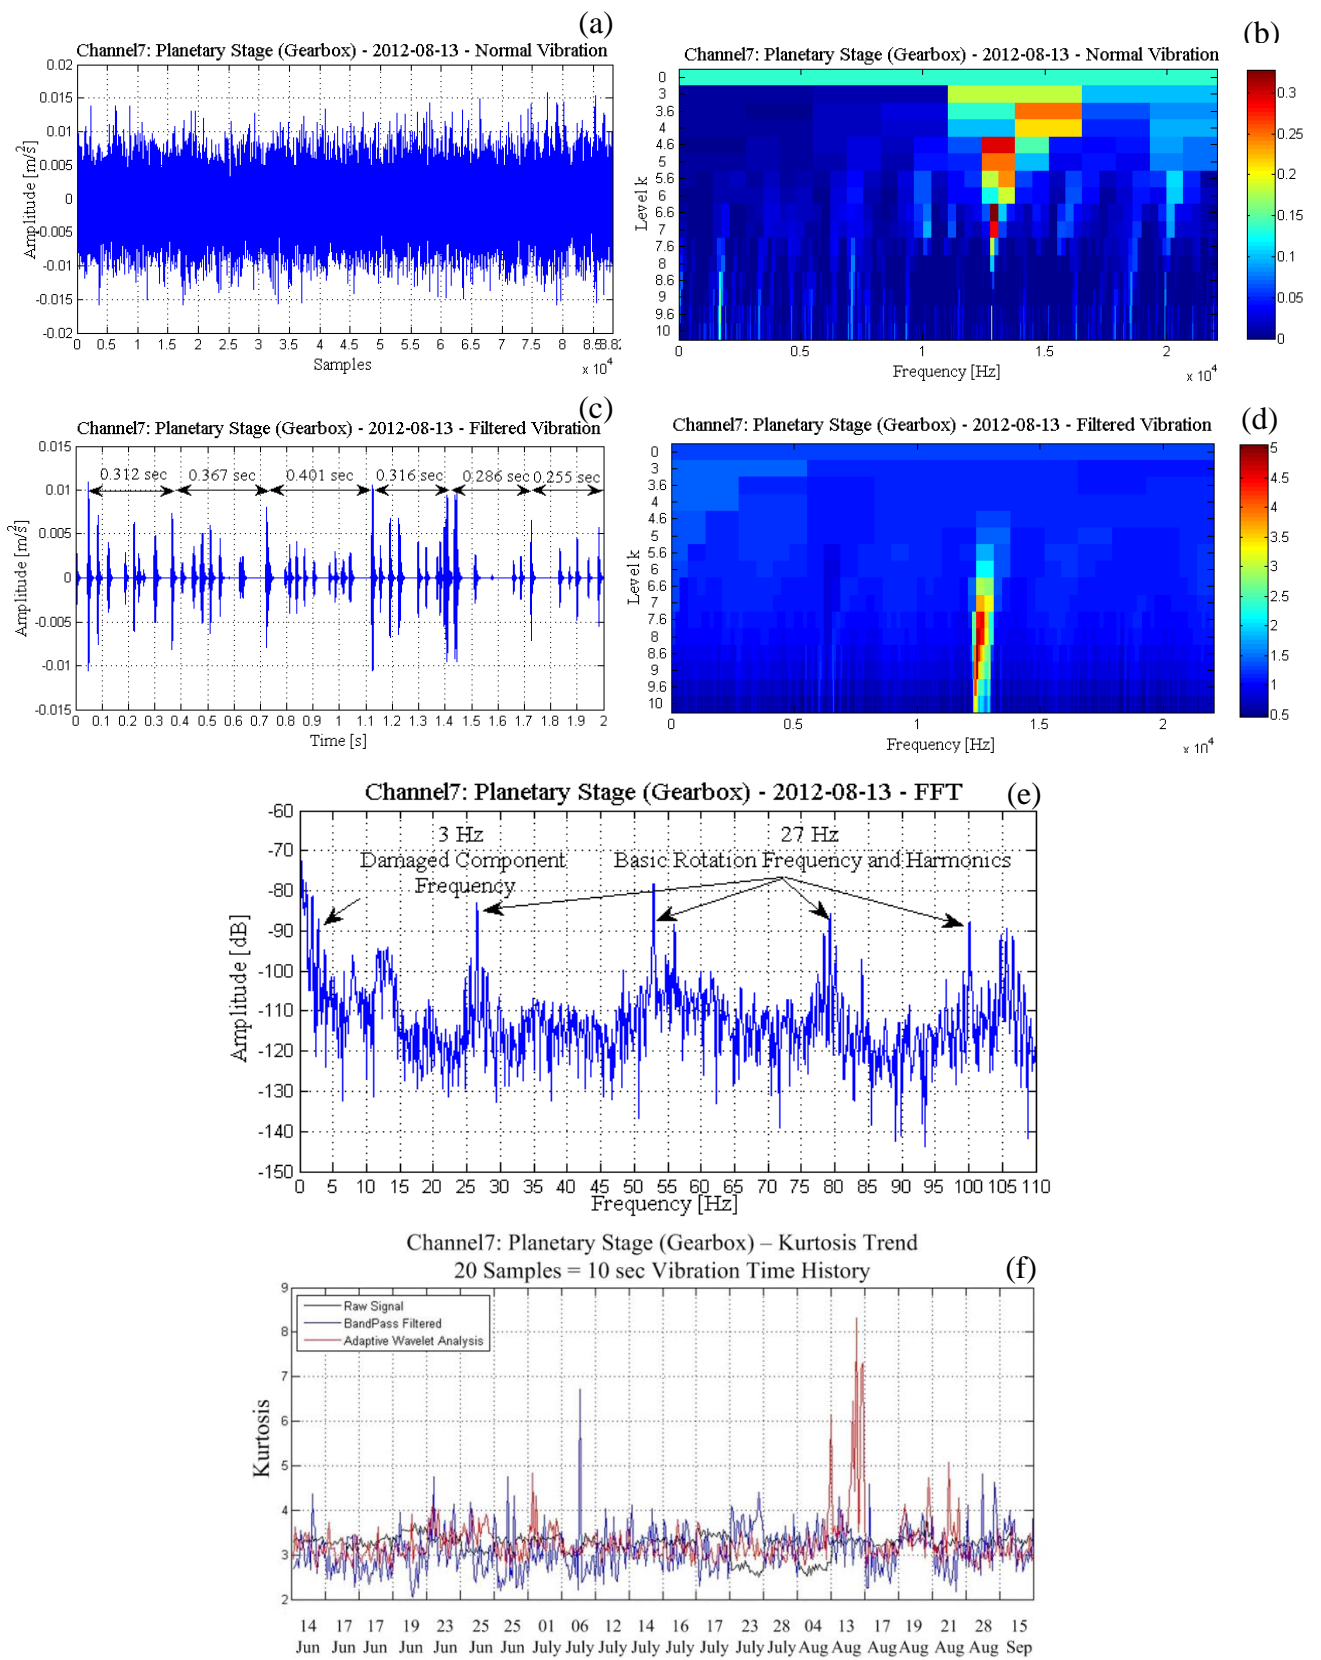 (a)
Channel7: Planetary Stage (Gearbox) - 2012-08-13 - Normal Vibration
0.02
0.015
0.01
0.005
0
-0.005
-0.01
-0.015
-0.02
Amplitude [m/s²]
0 0.5 1 1.5 2 2.5 3 3.5 4 4.5 5 5.5 6 6.5 7 7.5 8
Samples
x 10⁴
(b)
Channel7: Planetary Stage (Gearbox) - 2012-08-13 - Normal Vibration
0
3
3.6
4
4.6
5
5.6
6
6.6
7
7.6
8
8.6
9
9.6
10
Level k
0 0.5 1 1.5 2
Frequency [Hz]
x 10⁴
0.3
0.25
0.2
0.15
0.1
0.05
0
(c)
Channel7: Planetary Stage (Gearbox) - 2012-08-13 - Filtered Vibration
0.015
0.01
0.005
0
-0.005
-0.01
-0.015
Amplitude [m/s²]
0.312 sec 0.367 sec 0.401 sec 0.316 sec 0.286 sec 0.255 sec
0 0.1 0.2 0.3 0.4 0.5 0.6 0.7 0.8 0.9 1 1.1 1.2 1.3 1.4 1.5 1.6 1.7 1.8 1.9 2
Time [s]
(d)
Channel7: Planetary Stage (Gearbox) - 2012-08-13 - Filtered Vibration
0
3
3.6
4
4.6
5
5.6
6
6.6
7
7.6
8
8.6
9
9.6
10
Level k
0 0.5 1 1.5 2
Frequency [Hz]
x 10⁴
5
4.5
4
3.5
3
2.5
2
1.5
1
0.5
(e)
Channel7: Planetary Stage (Gearbox) - 2012-08-13 - FFT
-60
-70
-80
-90
-100
-110
-120
-130
-140
-150
Amplitude [dB]
3 Hz
Damaged Component
Frequency
27 Hz
Basic Rotation Frequency and Harmonics
0 5 10 15 20 25 30 35 40 45 50 55 60 65 70 75 80 85 90 95 100 105 110
Frequency [Hz]
Channel7: Planetary Stage (Gearbox) – Kurtosis Trend
20 Samples = 10 sec Vibration Time History
(f)
Raw Signal
BandPass Filtered
Adaptive Wavelet Analysis
9
8
7
6
5
4
3
2
Kurtosis
14 17 17 19 23 25 25 01 06 12 14 16 17 23 28 04 13 17 19 21 28 15
Jun Jun Jun Jun Jun Jun Jun July July July July July July July July Aug Aug Aug Aug Aug Aug Sep